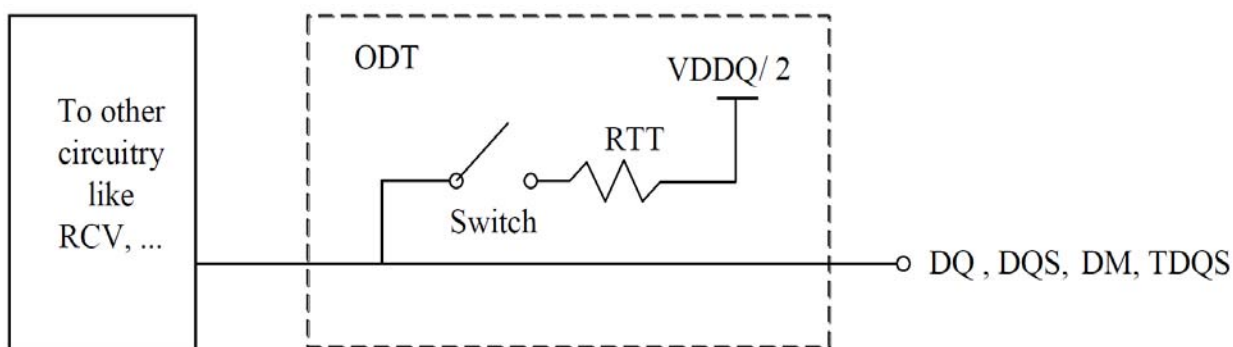 ODT
VDDQ/ 2
To other
circuitry
like
RCV, ...
RTT
Switch
DQ , DQS, DM, TDQS